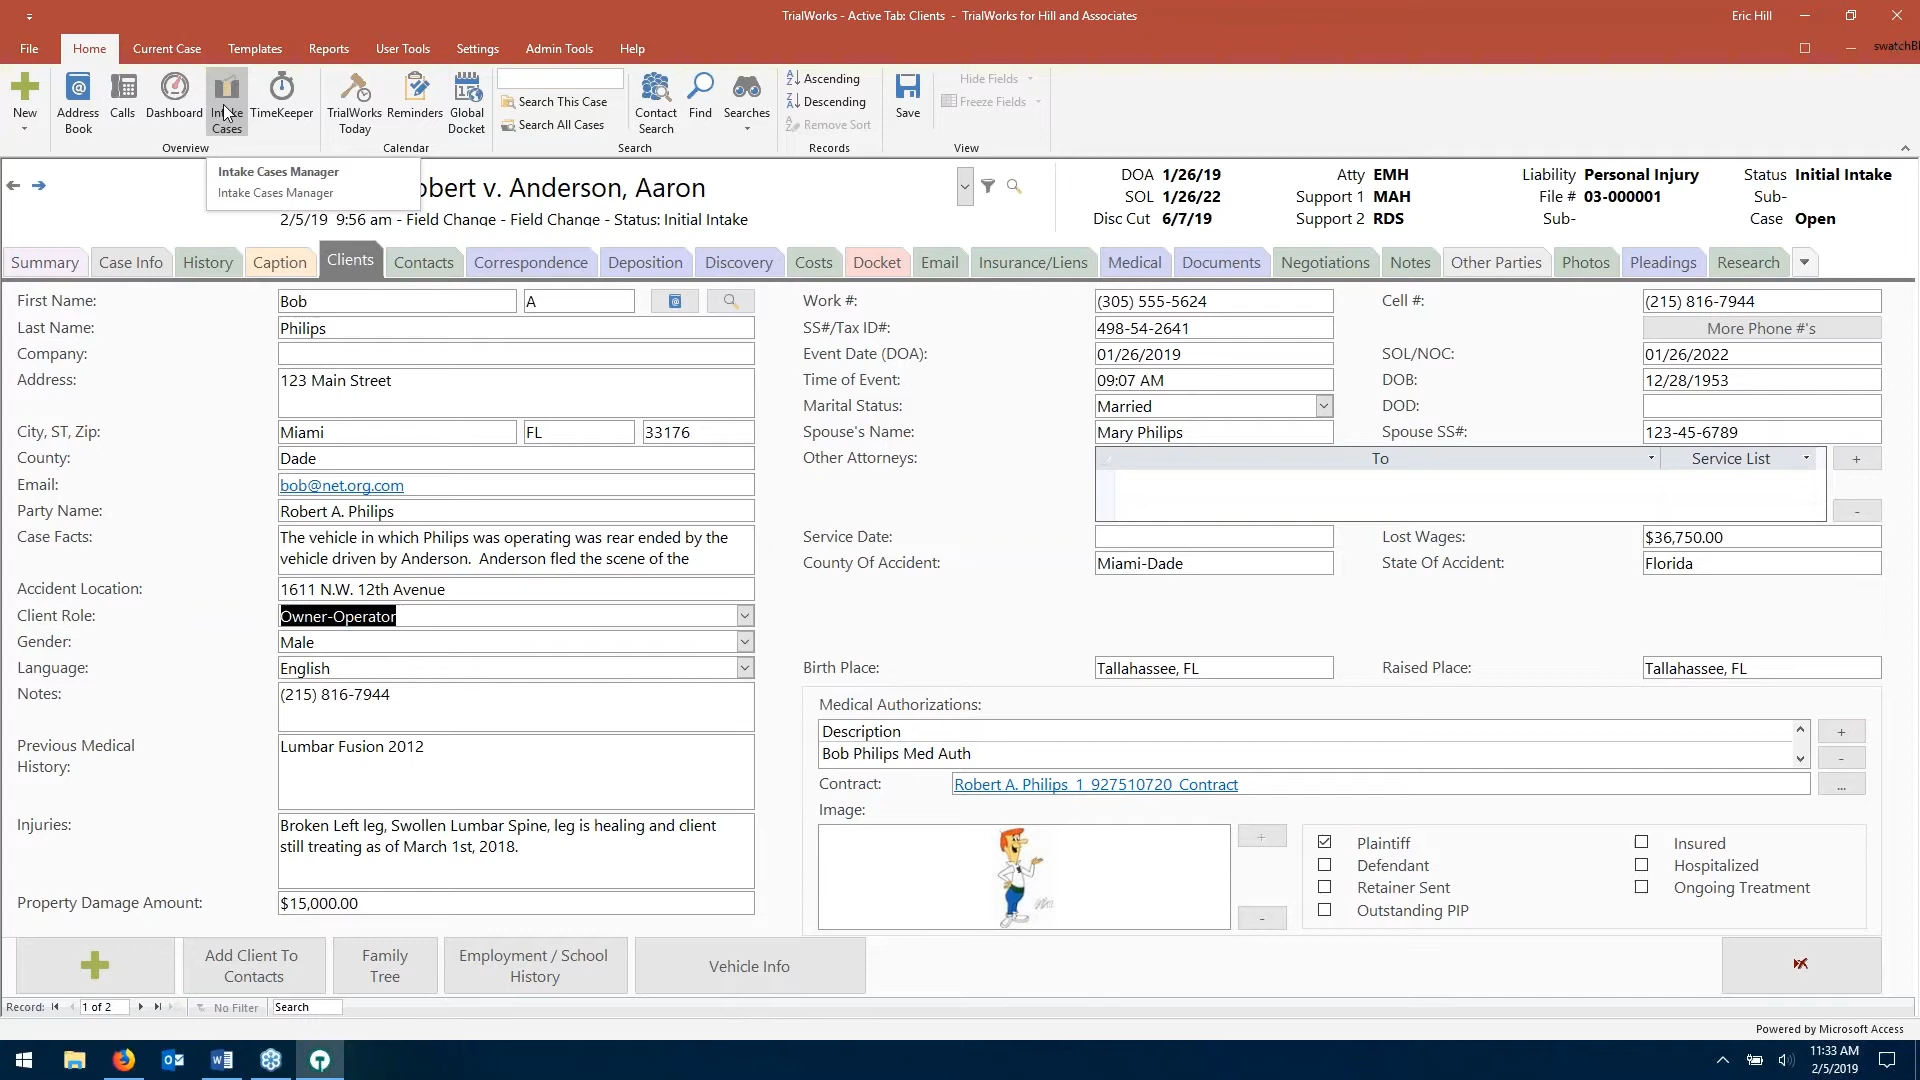 TrialWorks - Active Tab: Clients - TrialWorks for Hill and Associates
Eric Hill
File Home Current Case Templates Reports User Tools Settings Admin Tools Help
swatchBl
New
Address Book
Calls
Dashboard
Intake Cases
TimeKeeper
Overview
TrialWorks Today
Reminders
Global Docket
Calendar
Search This Case
Search All Cases
Contact Search
Find
Searches
Search
Ascending
Descending
Remove Sort
Records
Save
Hide Fields
Freeze Fields
View
Intake Cases Manager
Intake Cases Manager
obert v. Anderson, Aaron
2/5/19 9:56 am - Field Change - Field Change - Status: Initial Intake
DOA 1/26/19 Atty EMH Liability Personal Injury Status Initial Intake
SOL 1/26/22 Support 1 MAH File # 03-000001 Sub-
Disc Cut 6/7/19 Support 2 RDS Sub- Case Open
Summary Case Info History Caption Clients Contacts Correspondence Deposition Discovery Costs Docket Email Insurance/Liens Medical Documents Negotiations Notes Other Parties Photos Pleadings Research
First Name: Bob A
Last Name: Philips
Company:
Address: 123 Main Street
City, ST, Zip: Miami FL 33176
County: Dade
Email: bob@net.org.com
Party Name: Robert A. Philips
Case Facts: The vehicle in which Philips was operating was rear ended by the
vehicle driven by Anderson. Anderson fled the scene of the
Accident Location: 1611 N.W. 12th Avenue
Client Role: Owner-Operator
Gender: Male
Language: English
Notes: (215) 816-7944
Previous Medical History: Lumbar Fusion 2012
Injuries: Broken Left leg, Swollen Lumbar Spine, leg is healing and client
still treating as of March 1st, 2018.
Property Damage Amount: $15,000.00
Work #: (305) 555-5624 Cell #: (215) 816-7944
SS#/Tax ID#: 498-54-2641 More Phone #'s
Event Date (DOA): 01/26/2019 SOL/NOC: 01/26/2022
Time of Event: 09:07 AM DOB: 12/28/1953
Marital Status: Married DOD:
Spouse's Name: Mary Philips Spouse SS#: 123-45-6789
Other Attorneys: To Service List +
-
Service Date: Lost Wages: $36,750.00
County Of Accident: Miami-Dade State Of Accident: Florida
Birth Place: Tallahassee, FL Raised Place: Tallahassee, FL
Medical Authorizations:
Description +
Bob Philips Med Auth -
Contract: Robert A. Philips_1_927510720_Contract ...
Image:
+
-
Plaintiff Insured
Defendant Hospitalized
Retainer Sent Ongoing Treatment
Outstanding PIP
Add Client To Contacts
Family Tree
Employment / School History
Vehicle Info
Record: 1 of 2 No Filter Search
Powered by Microsoft Access
11:33 AM
2/5/2019